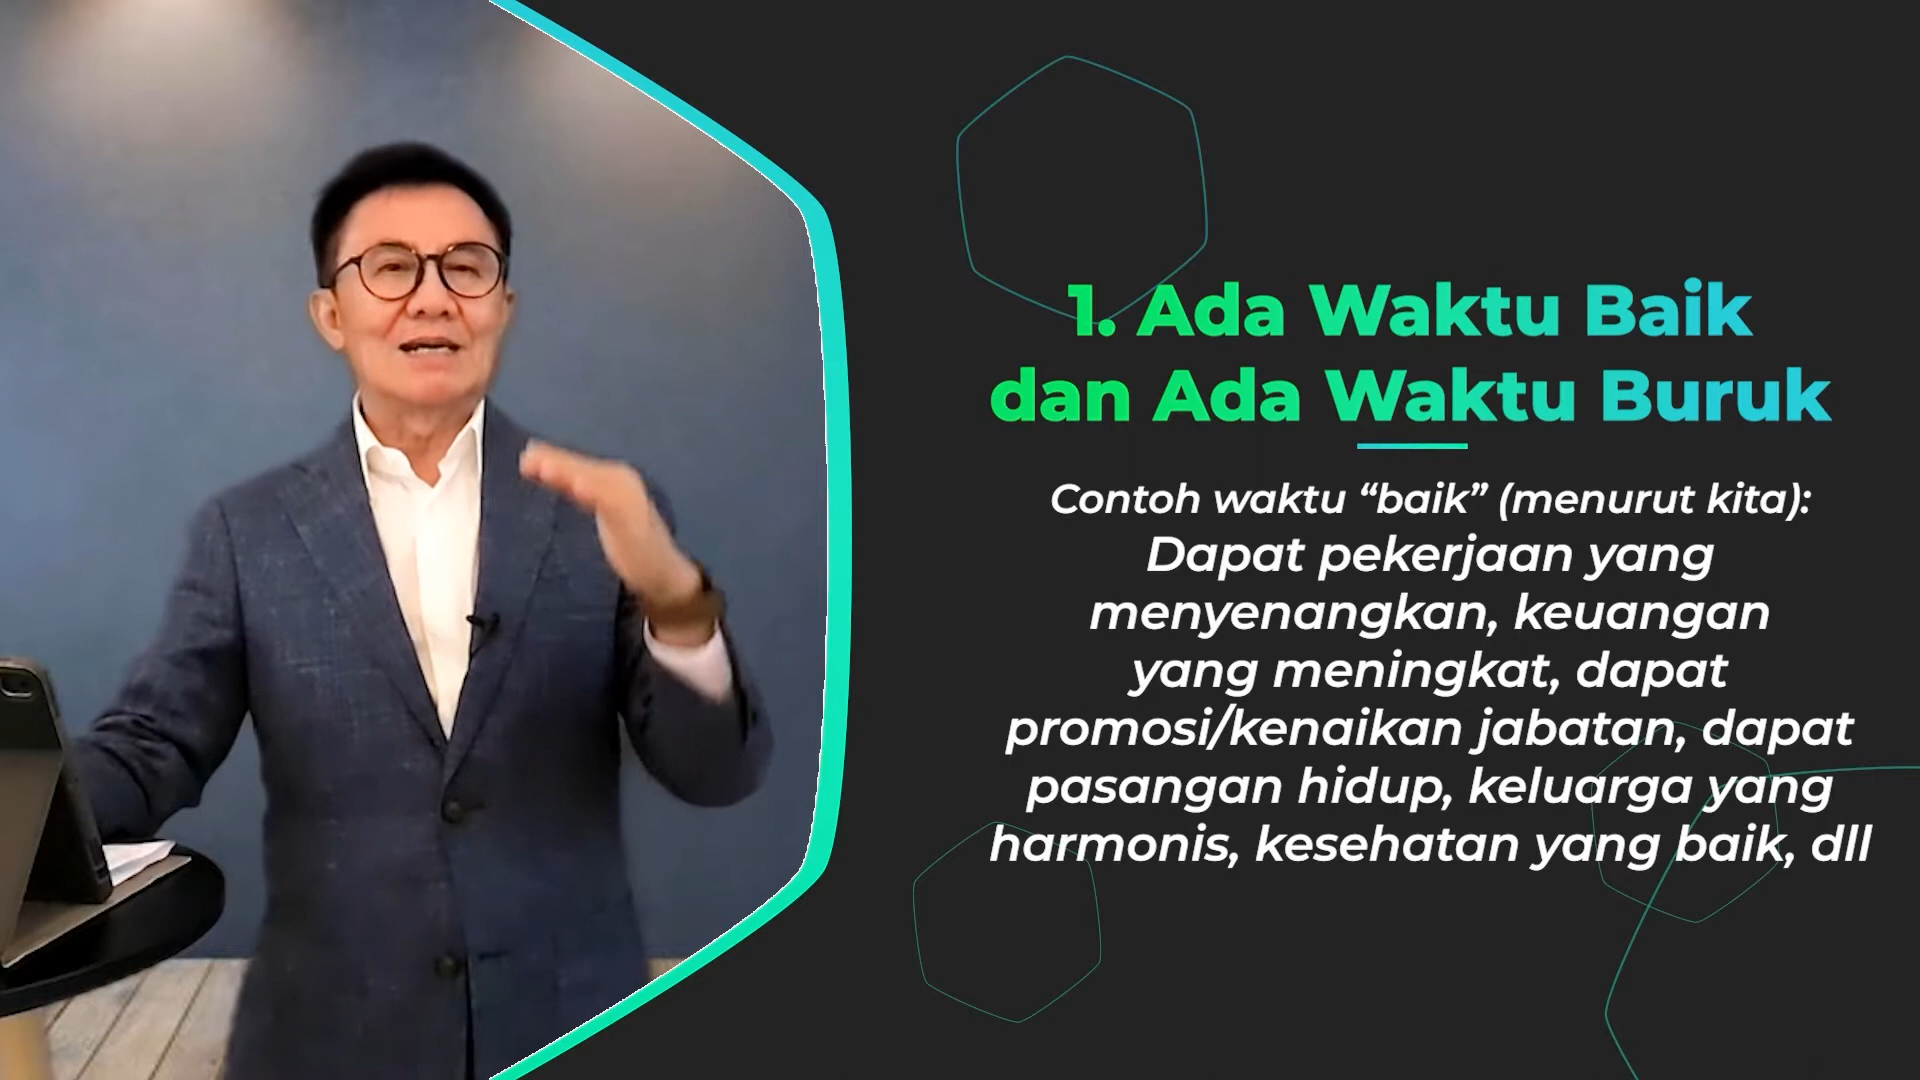 1. Ada Waktu Baik
dan Ada Waktu Buruk
Contoh waktu “baik” (menurut kita):
Dapat pekerjaan yang
menyenangkan, keuangan
yang meningkat, dapat
promosi/kenaikan jabatan, dapat
pasangan hidup, keluarga yang
harmonis, kesehatan yang baik, dll